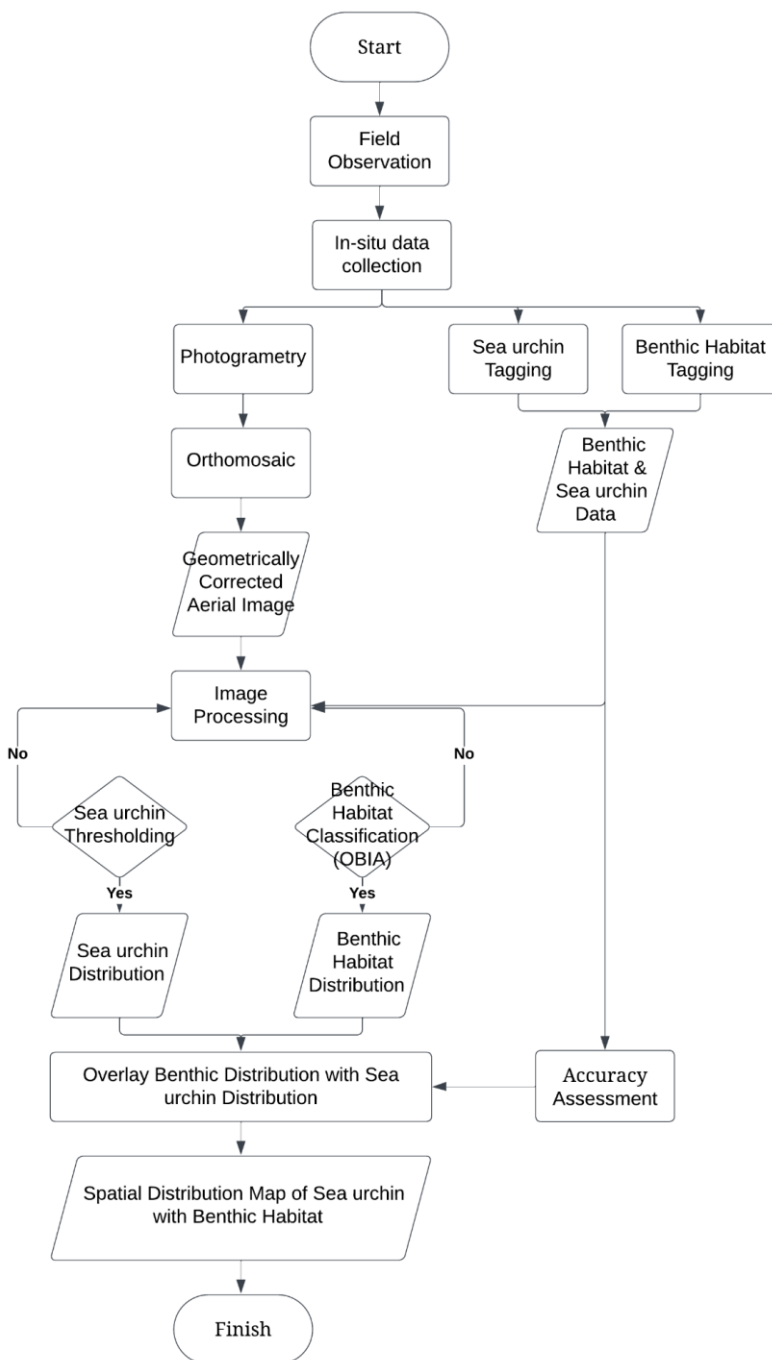 Start
Field
Observation
In-situ data
collection
Photogrametry
Sea urchin
Tagging
Benthic Habitat
Tagging
Orthomosaic
Benthic
Habitat &
Sea urchin
Data
Geometrically
Corrected
Aerial Image
Image
Processing
No
No
Sea urchin
Thresholding
Benthic
Habitat
Classification
(OBIA)
Yes
Yes
Sea urchin
Distribution
Benthic
Habitat
Distribution
Overlay Benthic Distribution with Sea
urchin Distribution
Accuracy
Assessment
Spatial Distribution Map of Sea urchin
with Benthic Habitat
Finish